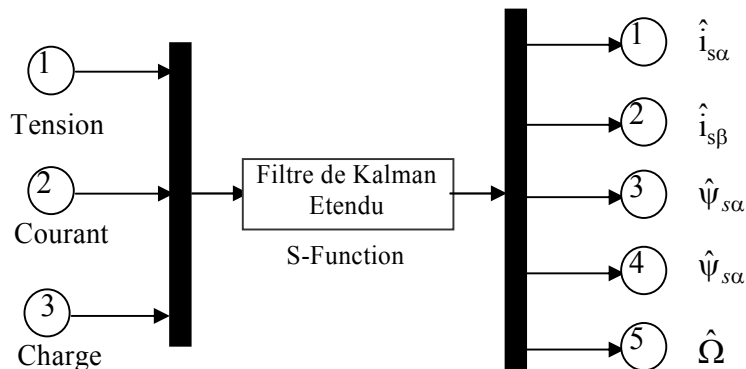 1
Tension
2
Courant
3
Charge
Filtre de Kalman
Etendu
S-Function
1 î_sα
2 î_sβ
3 ψ̂_sα
4 ψ̂_sα
5 Ω̂